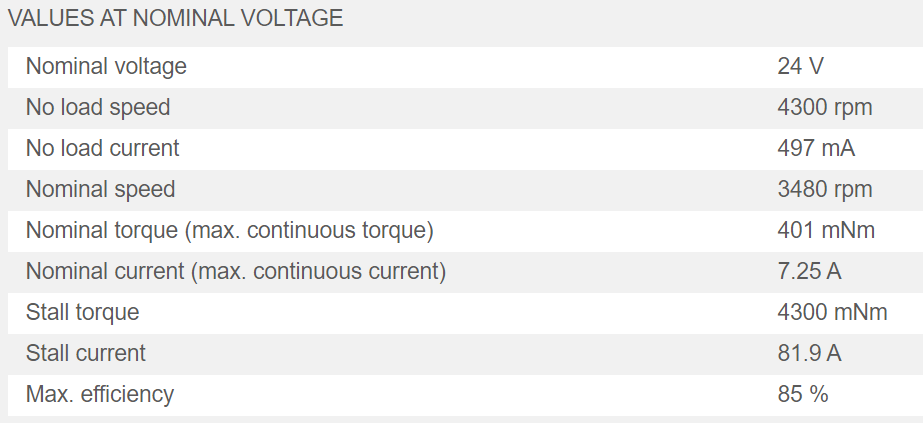 VALUES AT NOMINAL VOLTAGE
Nominal voltage 24 V
No load speed 4300 rpm
No load current 497 mA
Nominal speed 3480 rpm
Nominal torque (max. continuous torque) 401 mNm
Nominal current (max. continuous current) 7.25 A
Stall torque 4300 mNm
Stall current 81.9 A
Max. efficiency 85 %